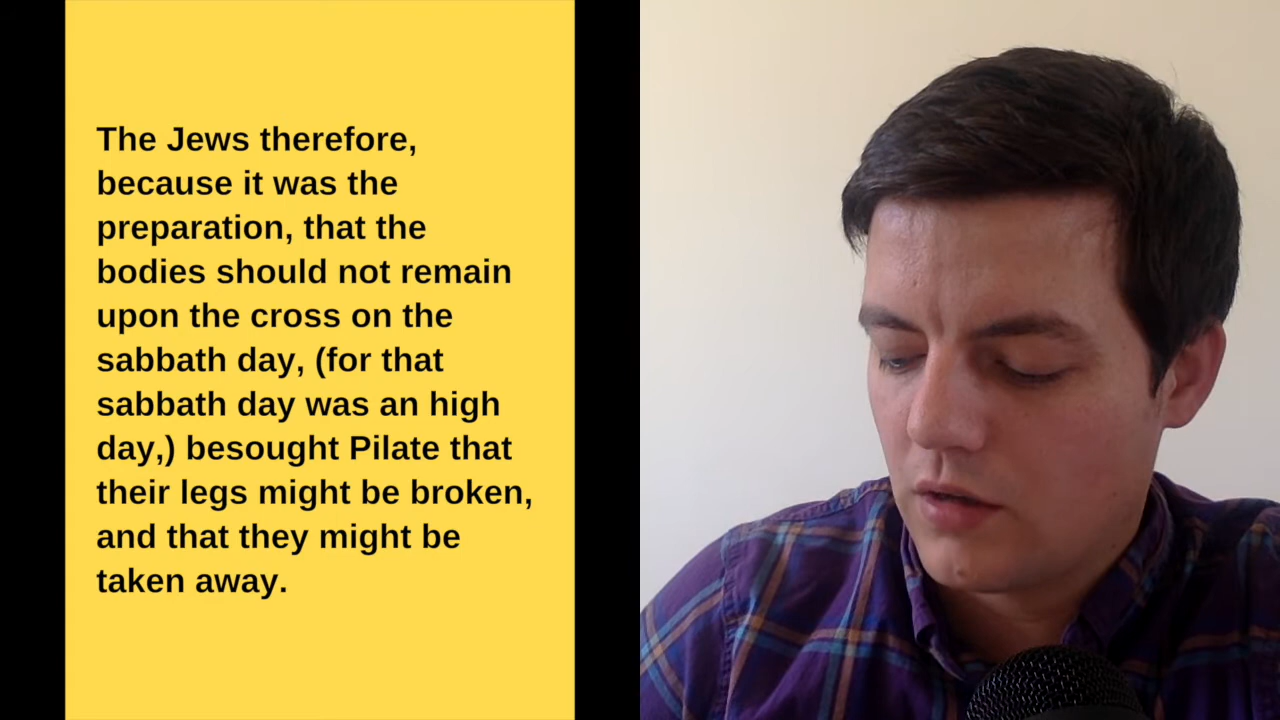 The Jews therefore,
because it was the
preparation, that the
bodies should not remain
upon the cross on the
sabbath day, (for that
sabbath day was an high
day,) besought Pilate that
their legs might be broken,
and that they might be
taken away.